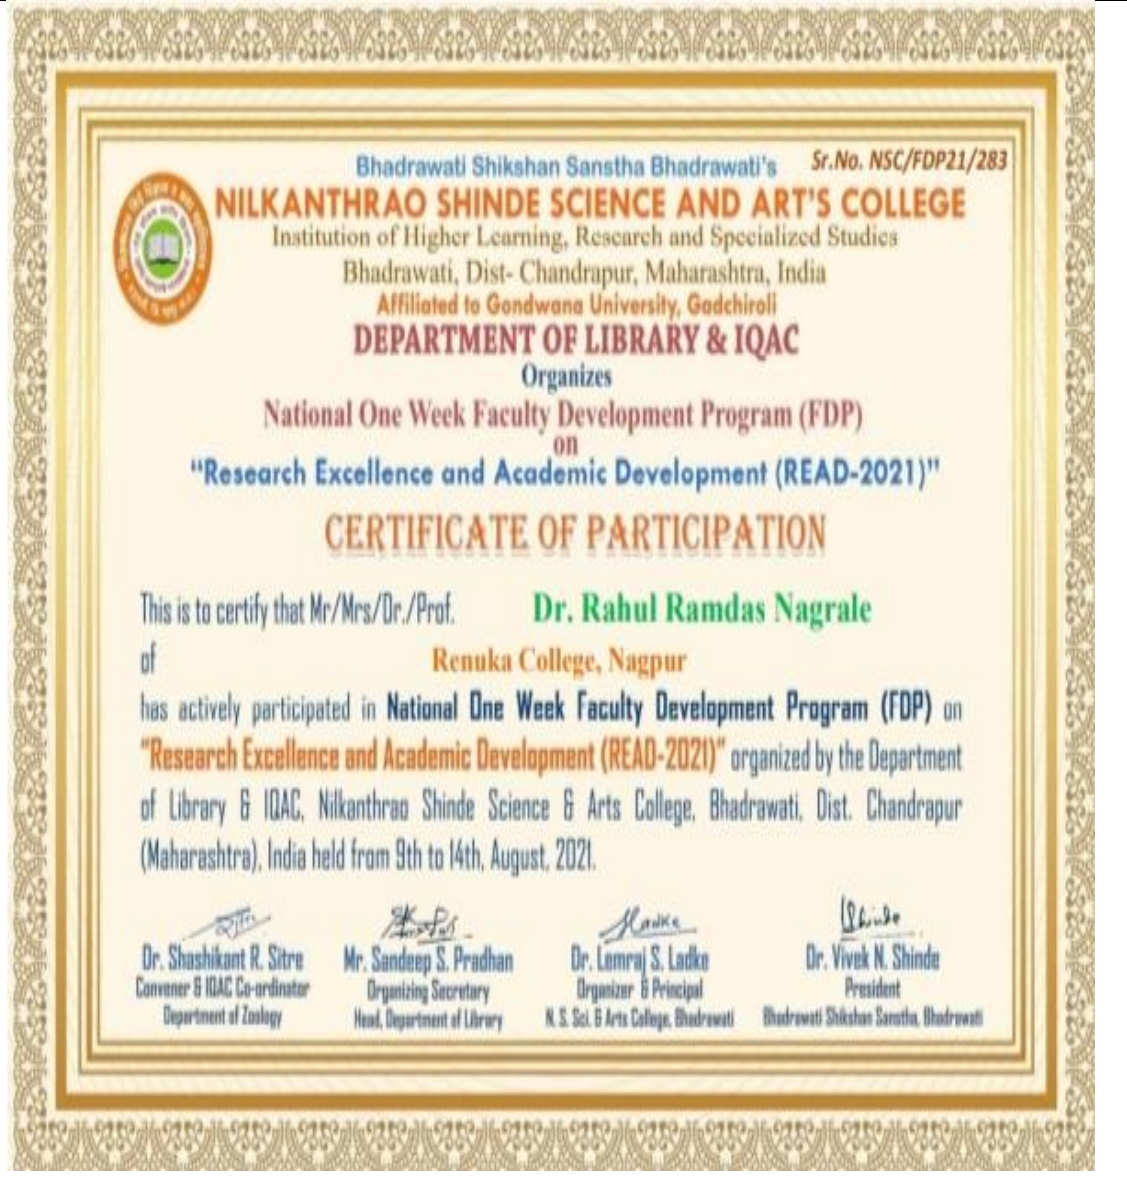 Bhadrawati Shikshan Sanstha Bhadrawati's
Sr.No. NSC/FDP21/283
NILKANTHRAO SHINDE SCIENCE AND ART'S COLLEGE
Institution of Higher Learning, Research and Specialized Studies
Bhadrawati, Dist- Chandrapur, Maharashtra, India
Affiliated to Gondwana University, Gadchiroli
DEPARTMENT OF LIBRARY & IQAC
Organizes
National One Week Faculty Development Program (FDP)
on
“Research Excellence and Academic Development (READ-2021)”
CERTIFICATE OF PARTICIPATION
This is to certify that Mr/Mrs/Dr./Prof. Dr. Rahul Ramdas Nagrale
of Renuka College, Nagpur
has actively participated in National One Week Faculty Development Program (FDP) on
"Research Excellence and Academic Development (READ-2021)" organized by the Department
of Library & IQAC, Nilkanthrao Shinde Science & Arts College, Bhadrawati, Dist. Chandrapur
(Maharashtra), India held from 9th to 14th, August, 2021.
Dr. Shashikant R. Sitre
Convener & IQAC Co-ordinator
Department of Zoology
Mr. Sandeep S. Pradhan
Organizing Secretary
Head, Department of Library
Ladke
Dr. Lemraj S. Ladke
Organizer & Principal
N. S. Sci. & Arts College, Bhadrawati
Shinde
Dr. Vivek N. Shinde
President
Bhadrawati Shikshan Sanstha, Bhadrawati